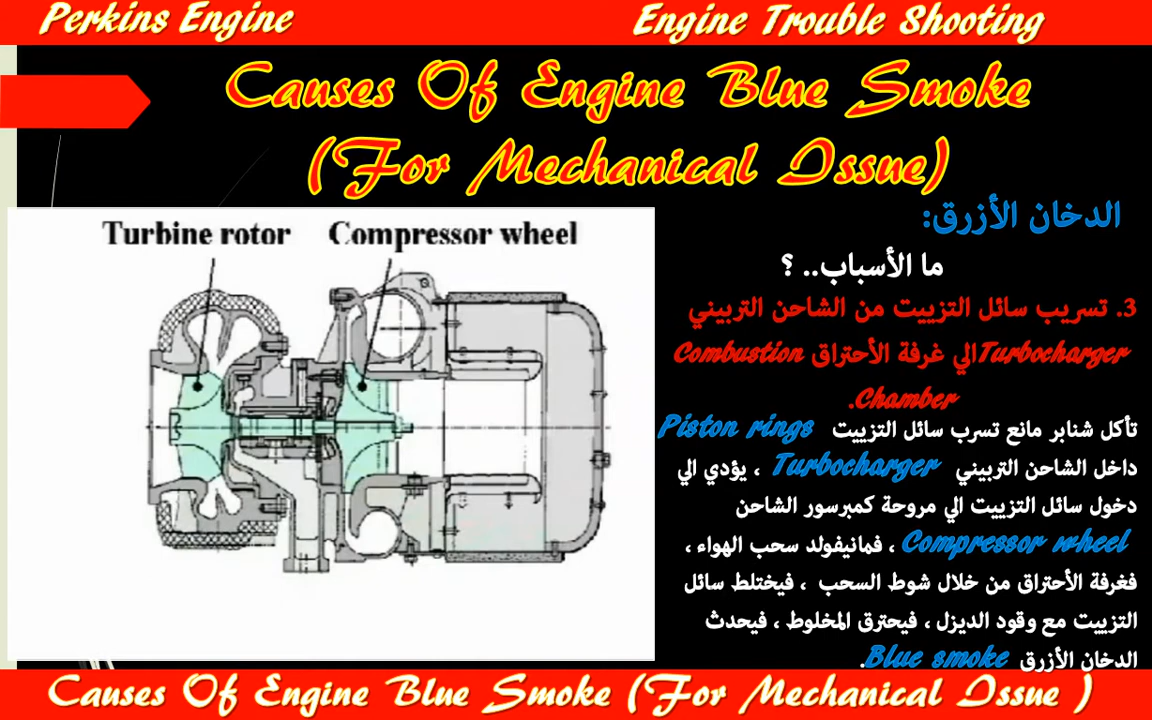 Perkins Engine
Engine Trouble Shooting
Causes Of Engine Blue Smoke
(For Mechanical Issue)
الدخان الأزرق:
ما الأسباب.. ؟
Turbine rotor
Compressor wheel
3. تسريب سائل التزييت من الشاحن التربيني
Turbochargerالي غرفة الأحتراق Combustion
Chamber.
تأكل شنابر مانع تسرب سائل التزييت Piston rings
داخل الشاحن التربيني Turbocharger ، يؤدي الي
دخول سائل التزييت الي مروحة كمبرسور الشاحن
Compressor wheel ، فمانيفولد سحب الهواء ،
فغرفة الأحتراق من خلال شوط السحب ، فيختلط سائل
التزييت مع وقود الديزل ، فيحترق المخلوط ، فيحدث
الدخان الأزرق Blue smoke.
Causes Of Engine Blue Smoke (For Mechanical Issue )